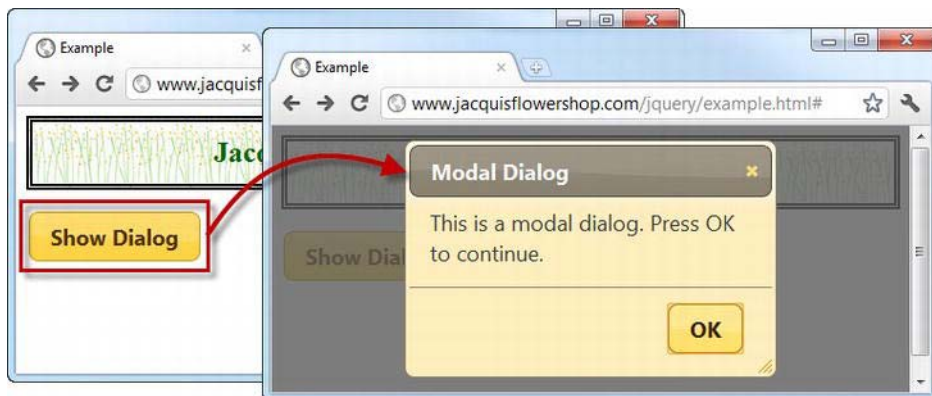 Example
www.jacquisf
Jacq
Show Dialog
Example
www.jacquisflowershop.com/jquery/example.html#
Modal Dialog
This is a modal dialog. Press OK
to continue.
Show Dial
OK